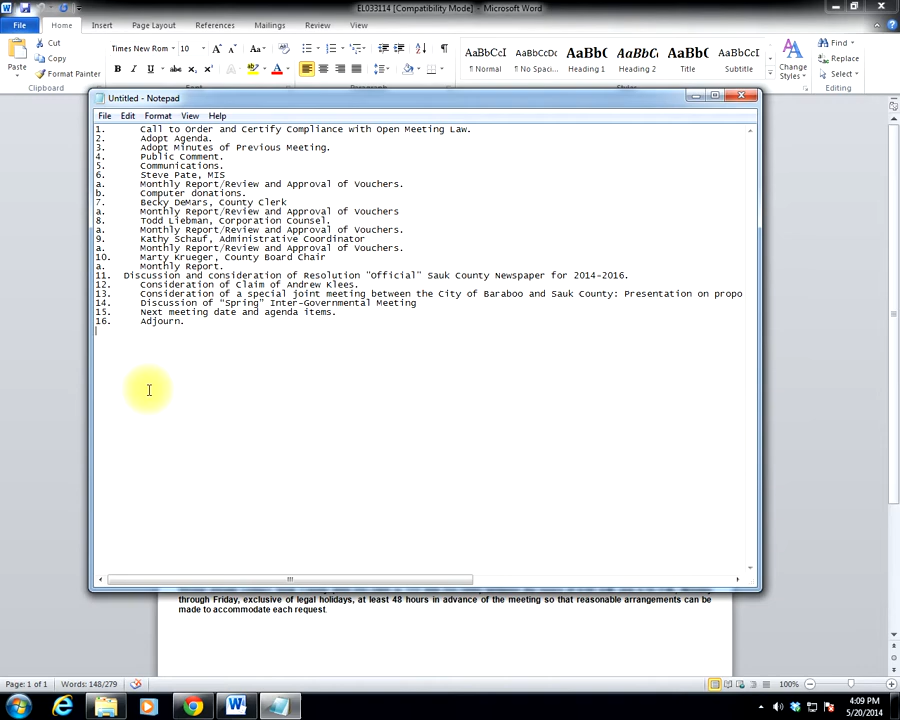 EL033114 [Compatibility Mode] - Microsoft Word
File Home Insert Page Layout References Mailings Review View
Cut
Copy
Format Painter
Paste
Clipboard
Times New Rom 10
AaBbCcI AaBbCcDc AaBbC AaBbCc AaBbC AaBbCcI
¶ Normal ¶ No Spaci... Heading 1 Heading 2 Title Subtitle
Change Styles
Find
Replace
Select
Editing
Untitled - Notepad
File Edit Format View Help
1. Call to Order and Certify Compliance with Open Meeting Law.
2. Adopt Agenda.
3. Adopt Minutes of Previous Meeting.
4. Public Comment.
5. Communications.
6. Steve Pate, MIS
a. Monthly Report/Review and Approval of Vouchers.
b. Computer donations.
7. Becky DeMars, County Clerk
a. Monthly Report/Review and Approval of Vouchers
8. Todd Liebman, Corporation Counsel.
a. Monthly Report/Review and Approval of Vouchers.
9. Kathy Schauf, Administrative Coordinator
a. Monthly Report/Review and Approval of Vouchers.
10. Marty Krueger, County Board Chair
a. Monthly Report.
11. Discussion and consideration of Resolution "Official" Sauk County Newspaper for 2014-2016.
12. Consideration of Claim of Andrew Klees.
13. Consideration of a special joint meeting between the City of Baraboo and Sauk County: Presentation on propo
14. Discussion of "Spring" Inter-Governmental Meeting
15. Next meeting date and agenda items.
16. Adjourn.
through Friday, exclusive of legal holidays, at least 48 hours in advance of the meeting so that reasonable arrangements can be
made to accommodate each request
Page: 1 of 1 Words: 148/279 100%
4:09 PM
5/20/2014